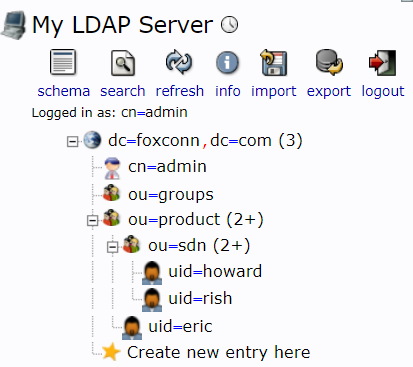 My LDAP Server
schema search refresh info import export logout
Logged in as: cn=admin
dc=foxconn,dc=com (3)
cn=admin
ou=groups
ou=product (2+)
ou=sdn (2+)
uid=howard
uid=rish
uid=eric
Create new entry here